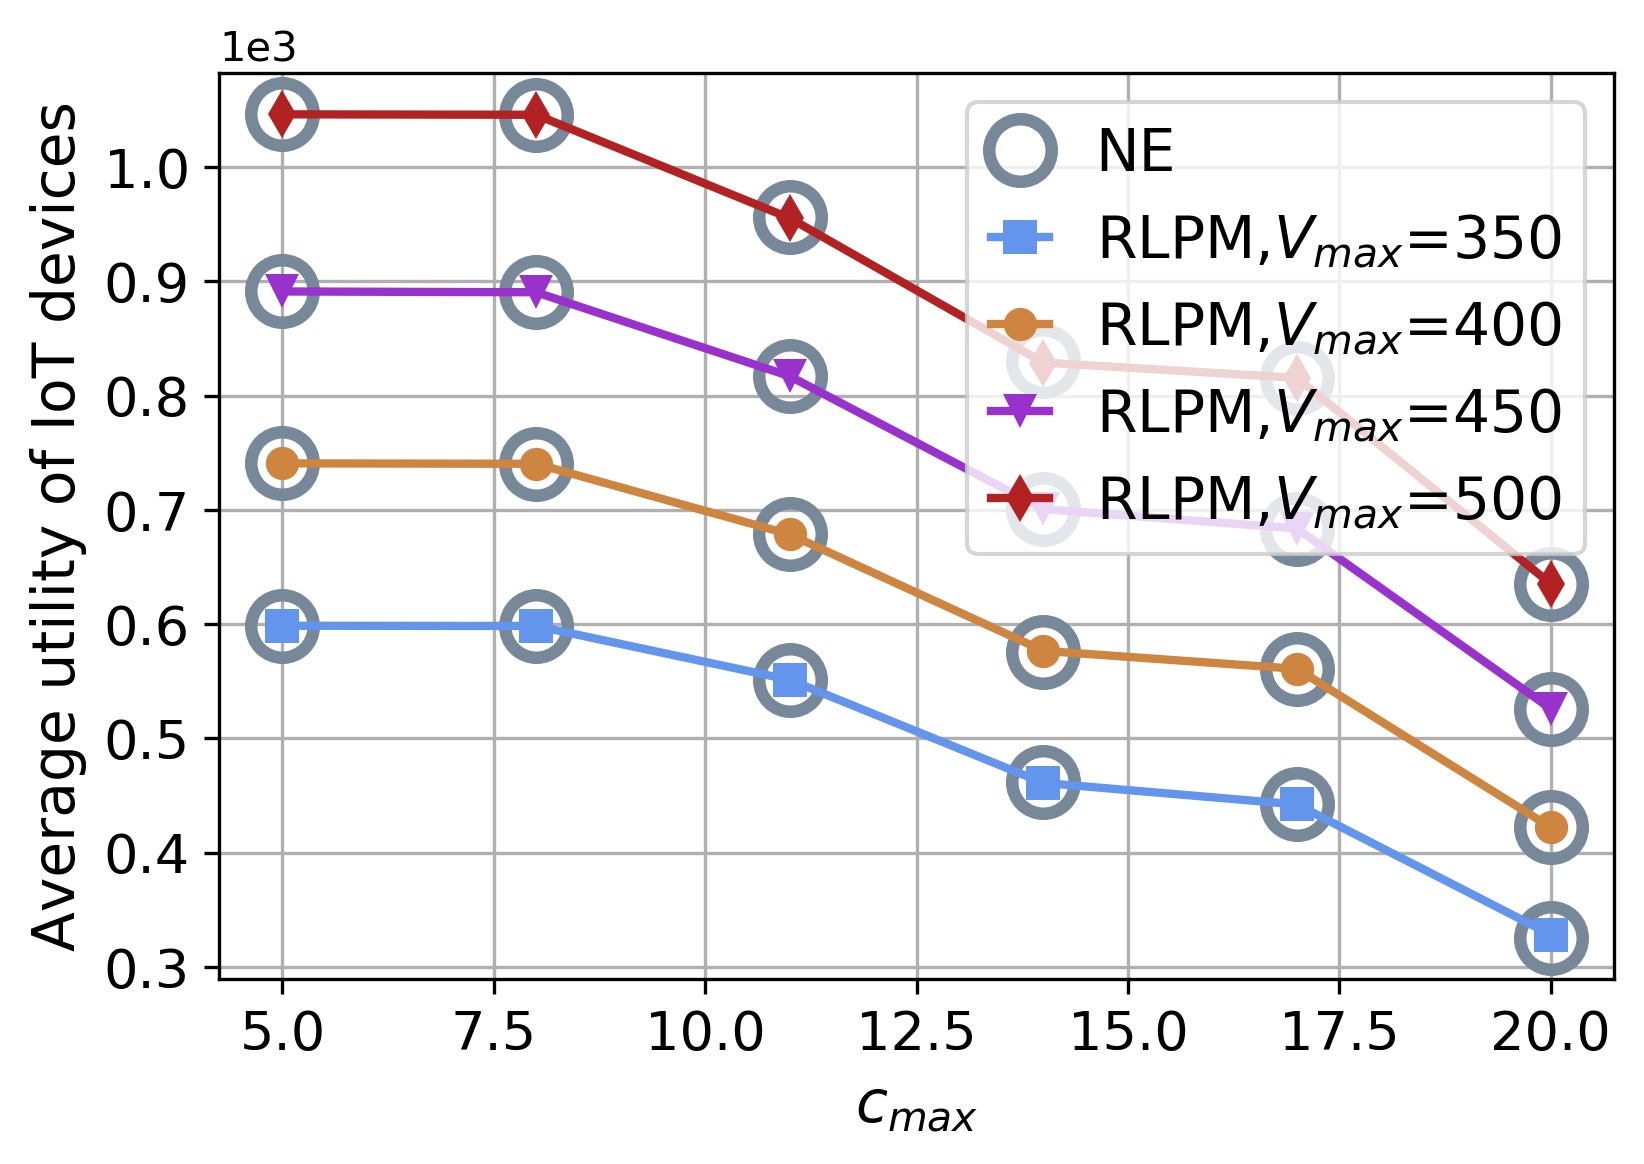 1e3
Average utility of IoT devices
1.0
0.9
0.8
0.7
0.6
0.5
0.4
0.3
NE
RLPM,Vmax=350
RLPM,Vmax=400
RLPM,Vmax=450
RLPM,Vmax=500
5.0 7.5 10.0 12.5 15.0 17.5 20.0
cmax